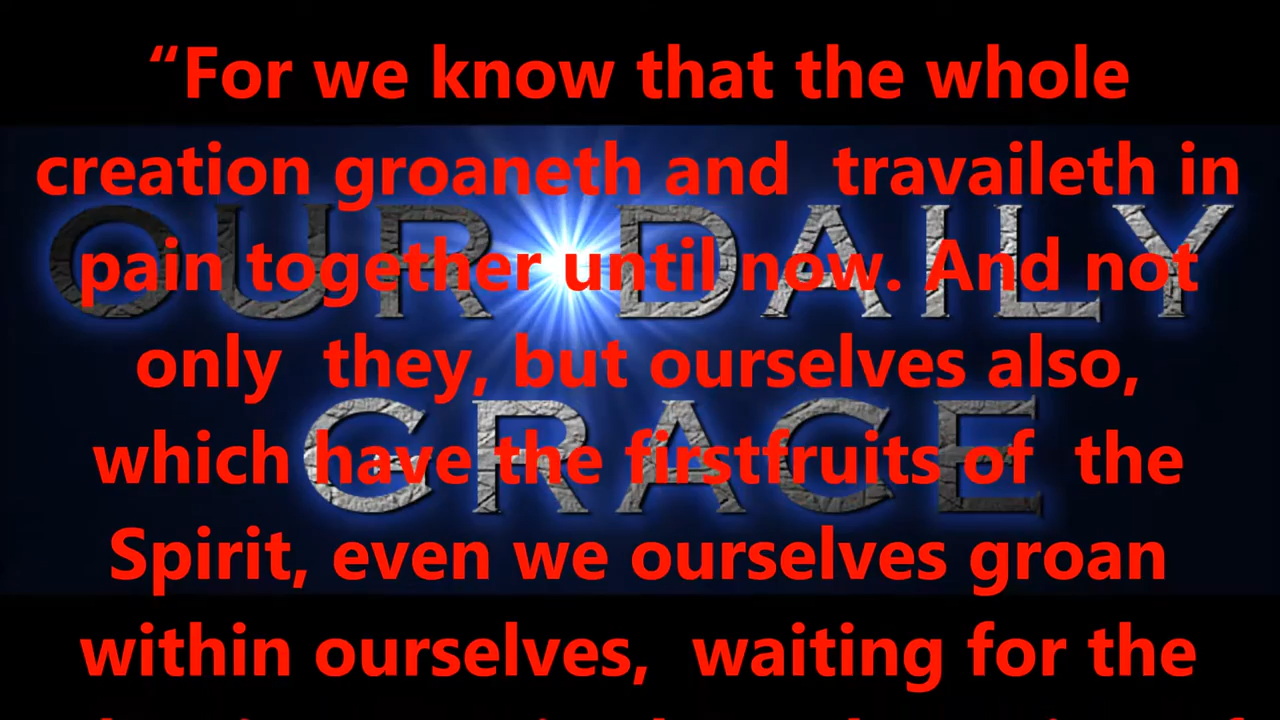 “For we know that the whole
creation groaneth and  travaileth in
OUR DAILY
pain together until now. And not
only  they, but ourselves also,
GRACE
which have the firstfruits of  the
Spirit, even we ourselves groan
within ourselves,  waiting for the